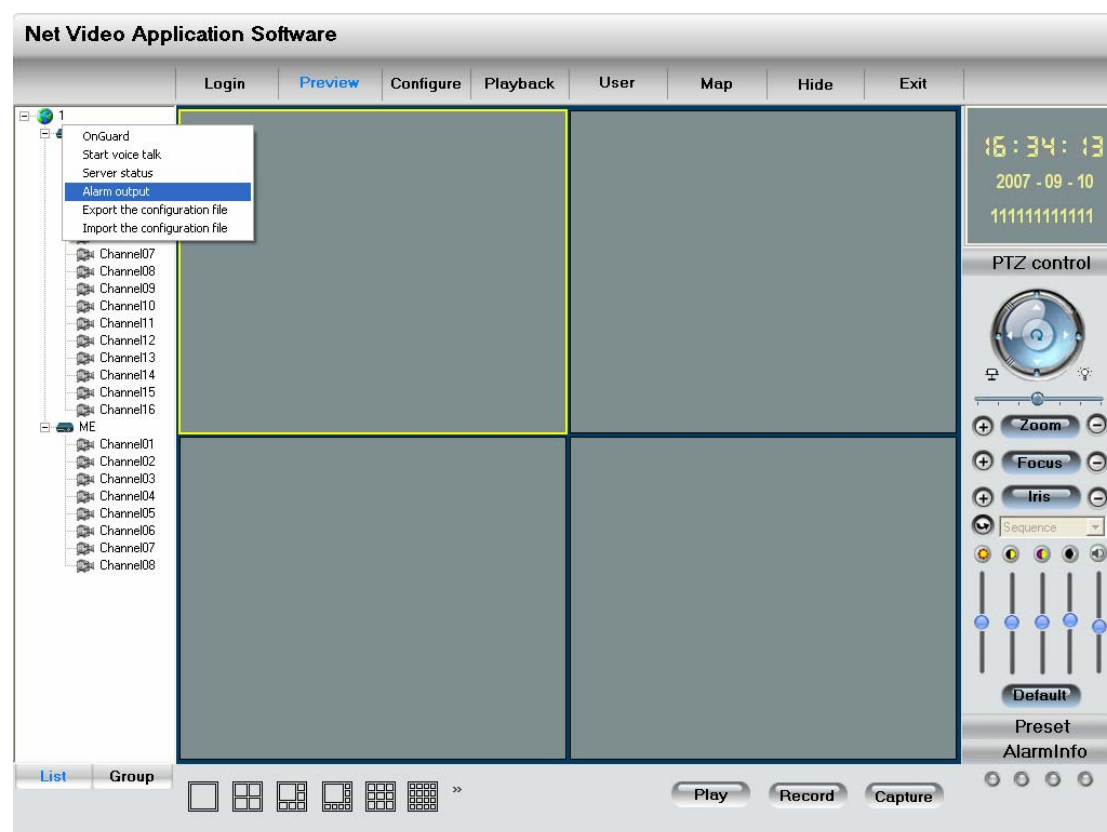 Net Video Application Software
Login Preview Configure Playback User Map Hide Exit
1
OnGuard
Start voice talk
Server status
Alarm output
Export the configuration file
Import the configuration file
Channel07
Channel08
Channel09
Channel10
Channel11
Channel12
Channel13
Channel14
Channel15
Channel16
ME
Channel01
Channel02
Channel03
Channel04
Channel05
Channel06
Channel07
Channel08
List Group
16:34:13
2007 - 09 - 10
111111111111
PTZ control
Zoom
Focus
Iris
Sequence
Default
Preset
AlarmInfo
»
Play Record Capture